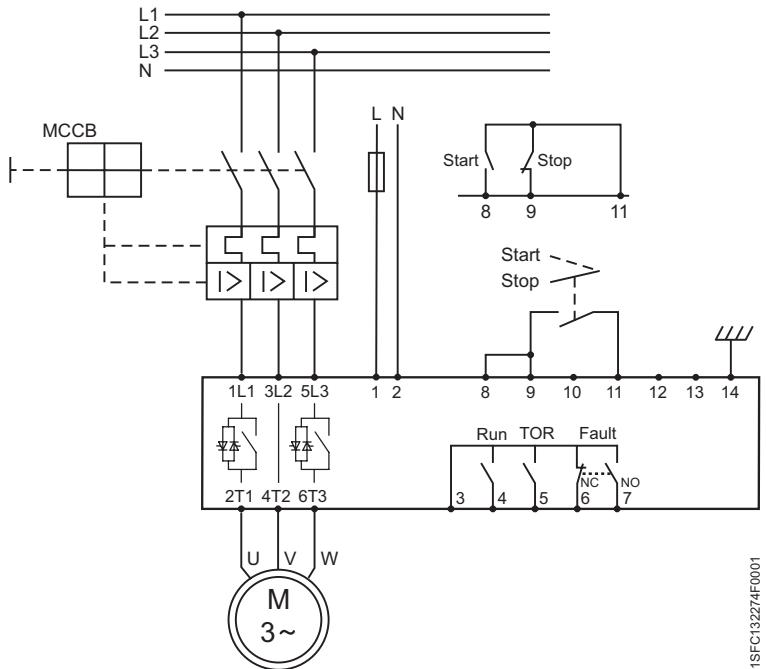 L1
L2
L3
N
MCCB
L N
Start Stop
8 9 11
I> I> I>
Start
Stop
1L1 3L2 5L3 1 2 8 9 10 11 12 13 14
Run TOR Fault
NC NO
2T1 4T2 6T3 3 4 5 6 7
U V W
M
3~
1SFC132274F0001